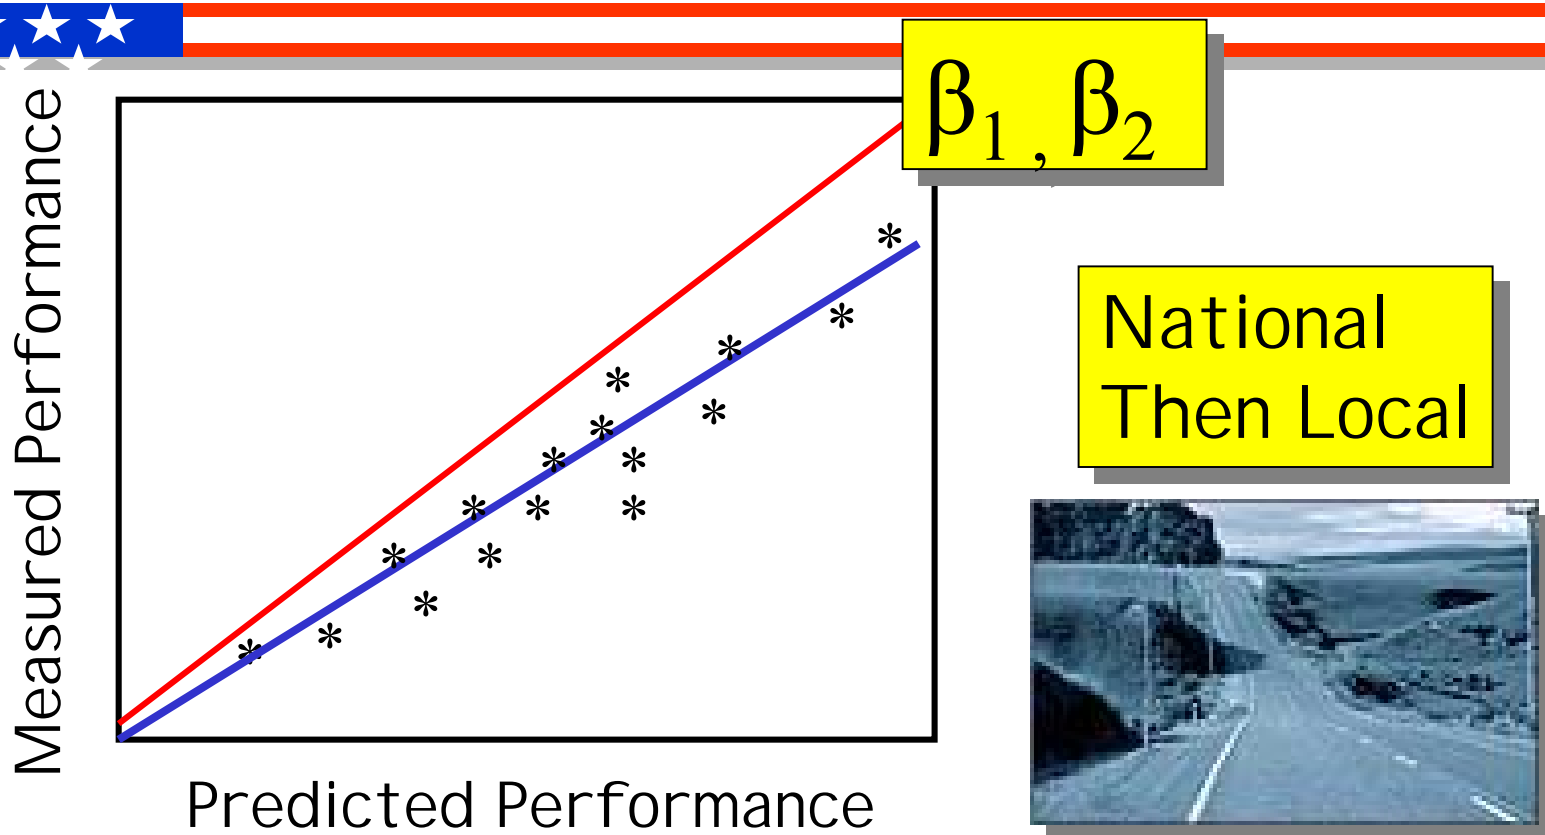 β1 , β2
Measured Performance
National
Then Local
Predicted Performance